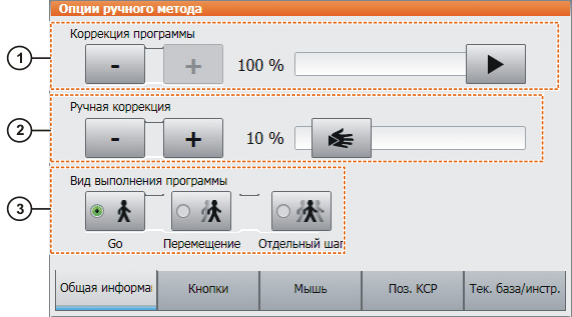 Опции ручного метода
1
Коррекция программы
- + 100 %
2
Ручная коррекция
- + 10 %
3
Вид выполнения программы
Go Перемещение Отдельный шаг
Общая информа Кнопки Мышь Поз. КСР Тек. база/инстр.